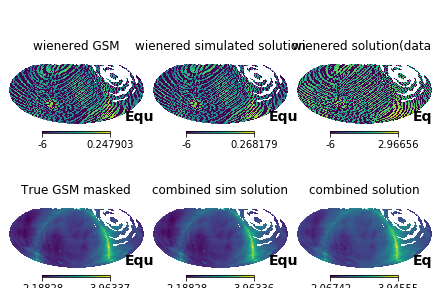 wienered GSM
wienered simulated solution
wienered solution(data
Equ
Equ
Equ
-6 0.247903
-6 0.268179
-6 2.96656
True GSM masked
combined sim solution
combined solution
Equ
Equ
Equ
2.18828 3.96337
2.18828 3.96336
2.06742 3.94555